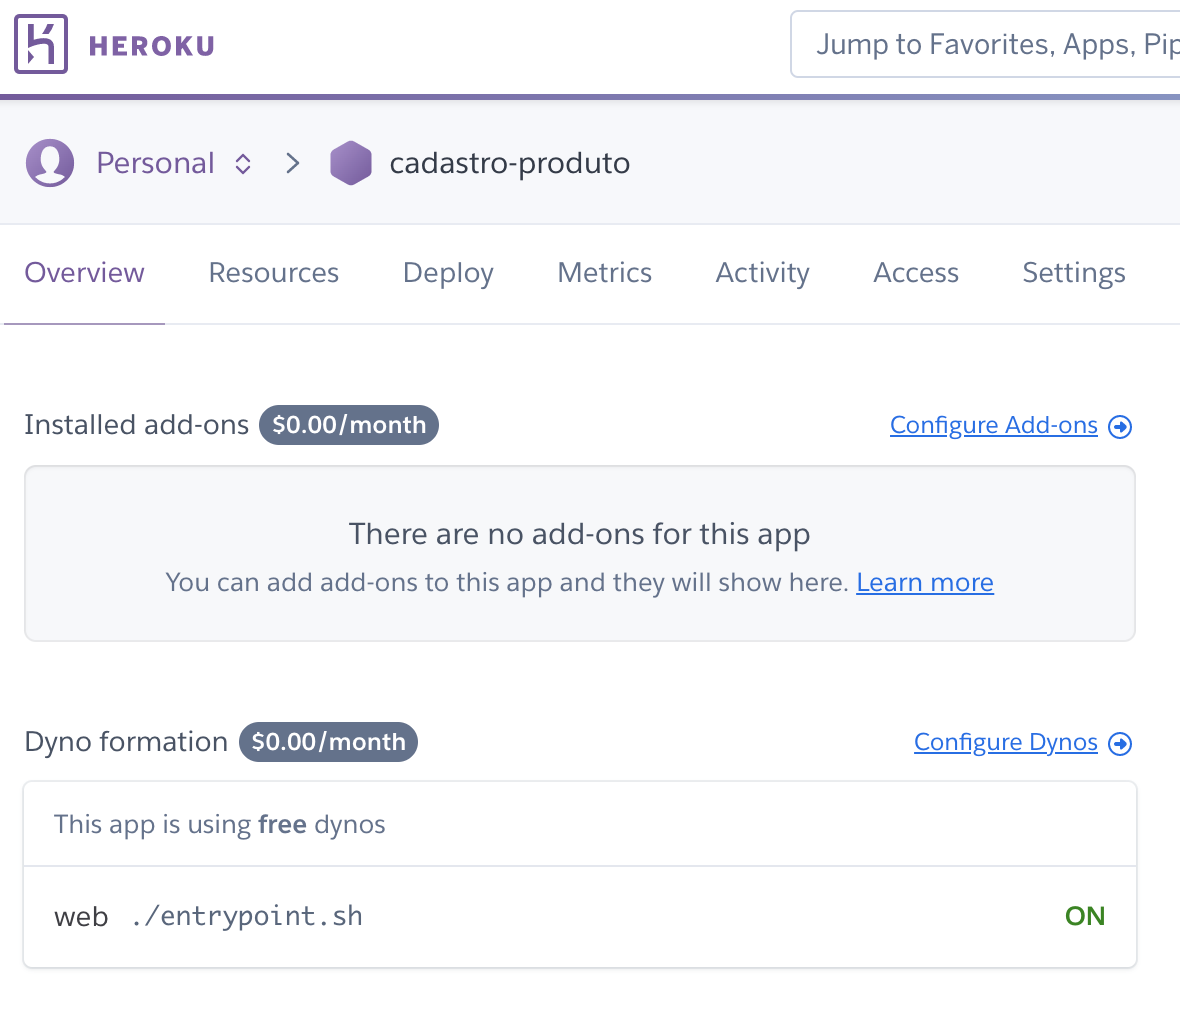 HEROKU
Jump to Favorites, Apps, Pip
Personal > cadastro-produto
Overview Resources Deploy Metrics Activity Access Settings
Installed add-ons $0.00/month Configure Add-ons
There are no add-ons for this app
You can add add-ons to this app and they will show here. Learn more
Dyno formation $0.00/month Configure Dynos
This app is using free dynos
web ./entrypoint.sh ON